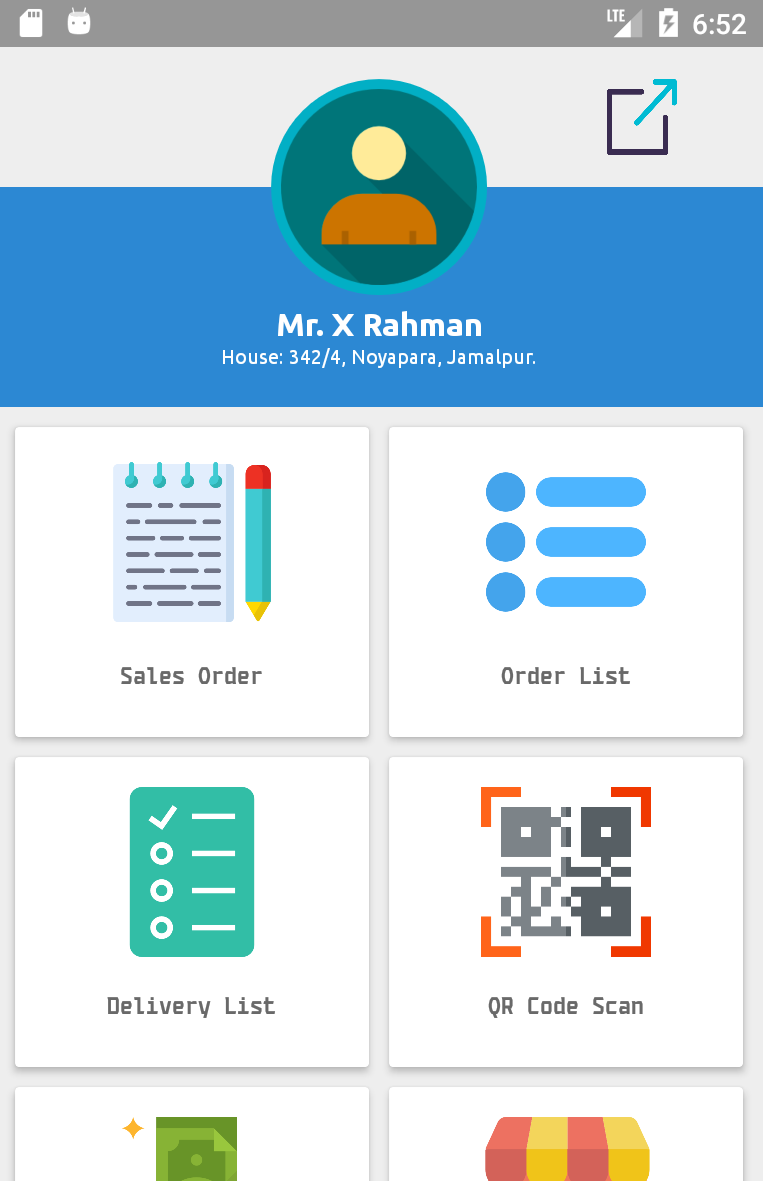 LTE 6:52
Mr. X Rahman
House: 342/4, Noyapara, Jamalpur.
Sales Order
Order List
Delivery List
QR Code Scan